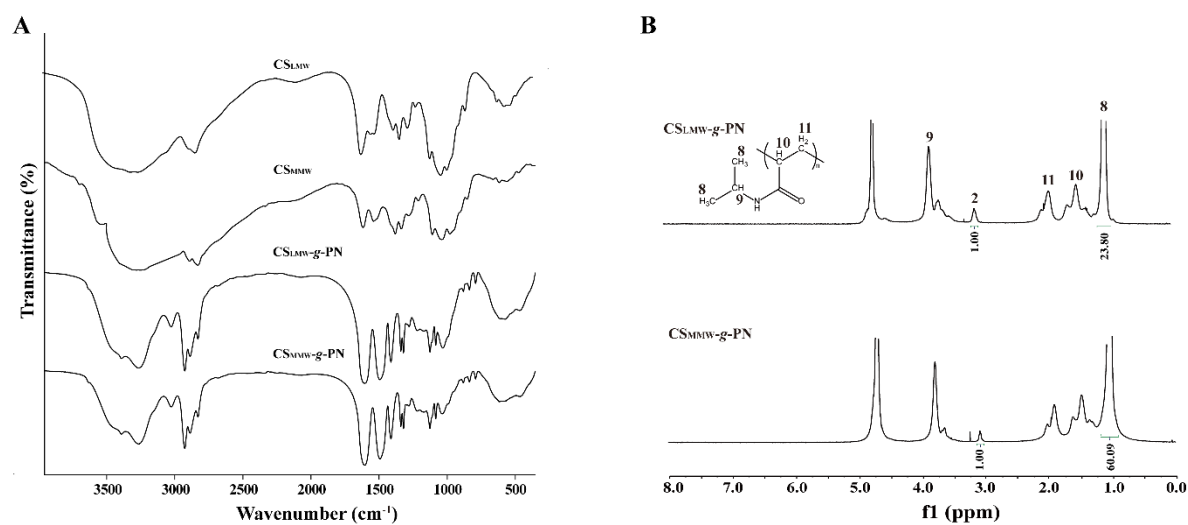 A
B
CSLMW
CSMMW
CSLMW-g-PN
CSMMW-g-PN
Transmittance (%)
3500 3000 2500 2000 1500 1000 500
Wavenumber (cm-1)
CSLMW-g-PN
11
H2
C
10
H
C
n
8
CH3
8
H3C
9
N
H
O
9
2
11
10
8
1.00
23.80
CSMMW-g-PN
1.00
60.09
8.0 7.0 6.0 5.0 4.0 3.0 2.0 1.0 0.0
f1 (ppm)